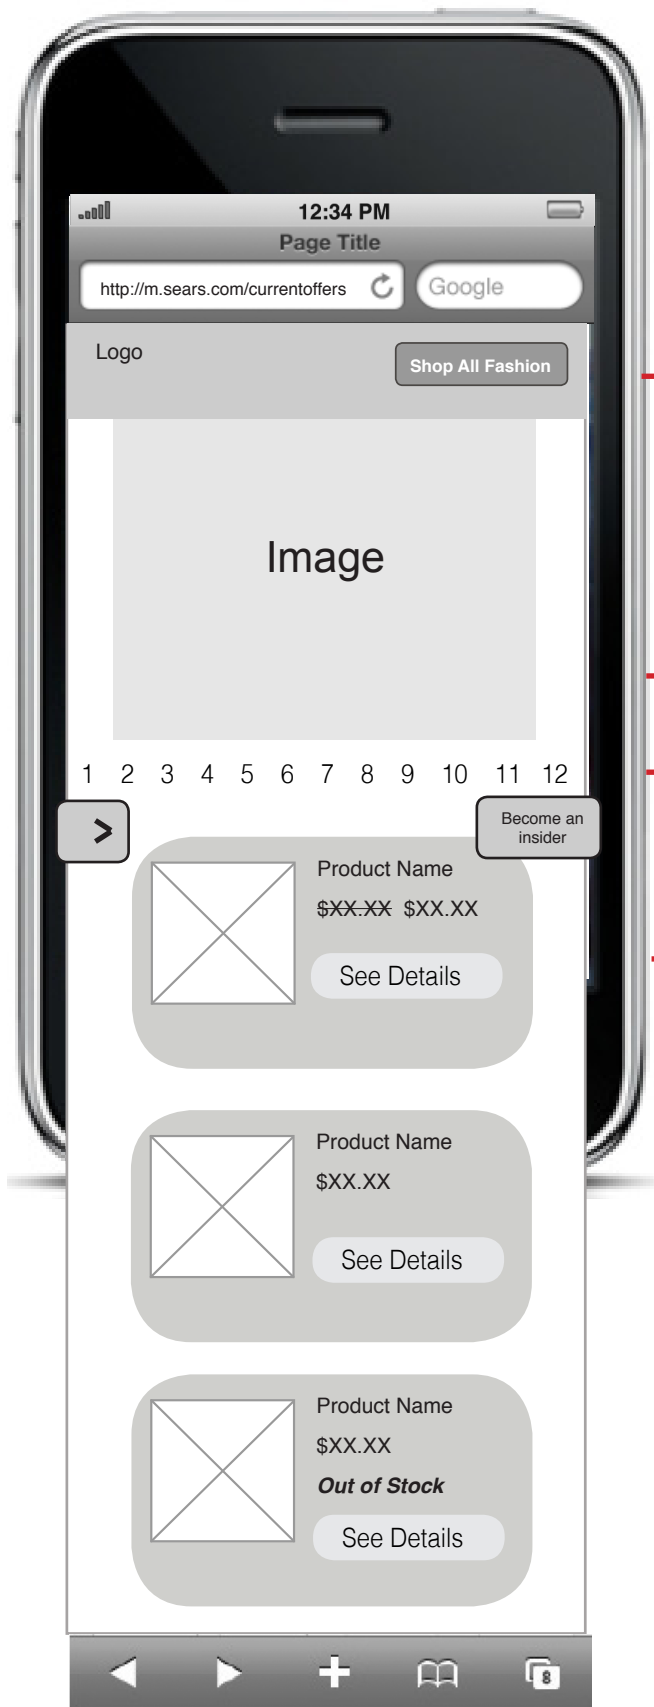 12:34 PM
Page Title
http://m.sears.com/currentoffers Google
Logo
Shop All Fashion
Image
1 2 3 4 5 6 7 8 9 10 11 12
>
Become an
insider
Product Name
$XX.XX $XX.XX
See Details
Product Name
$XX.XX
See Details
Product Name
$XX.XX
Out of Stock
See Details
8